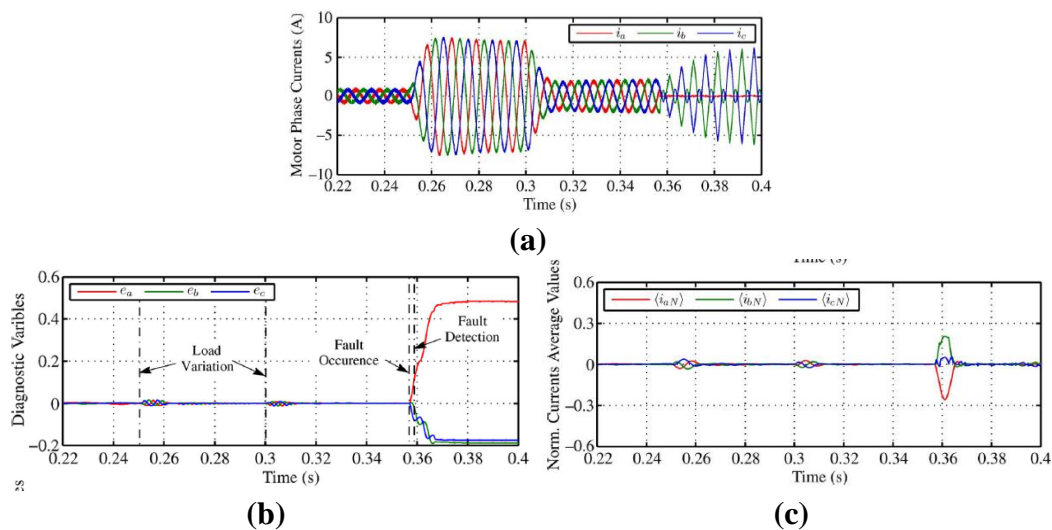 Motor Phase Currents (A)
10
5
0
−5
−10
i_a i_b i_c
0.22 0.24 0.26 0.28 0.3 0.32 0.34 0.36 0.38 0.4
Time (s)
(a)
Diagnostic Varibles
0.6
0.4
0.2
0
−0.2
e_a e_b e_c
Load
Variation
Fault
Occurence
Fault
Detection
0.22 0.24 0.26 0.28 0.3 0.32 0.34 0.36 0.38 0.4
Time (s)
(b)
Time (s)
Norm. Currents Average Values
0.6
0.3
0
−0.3
−0.6
⟨i_aN⟩ ⟨i_bN⟩ ⟨i_cN⟩
0.22 0.24 0.26 0.28 0.3 0.32 0.34 0.36 0.38 0.4
Time (s)
(c)